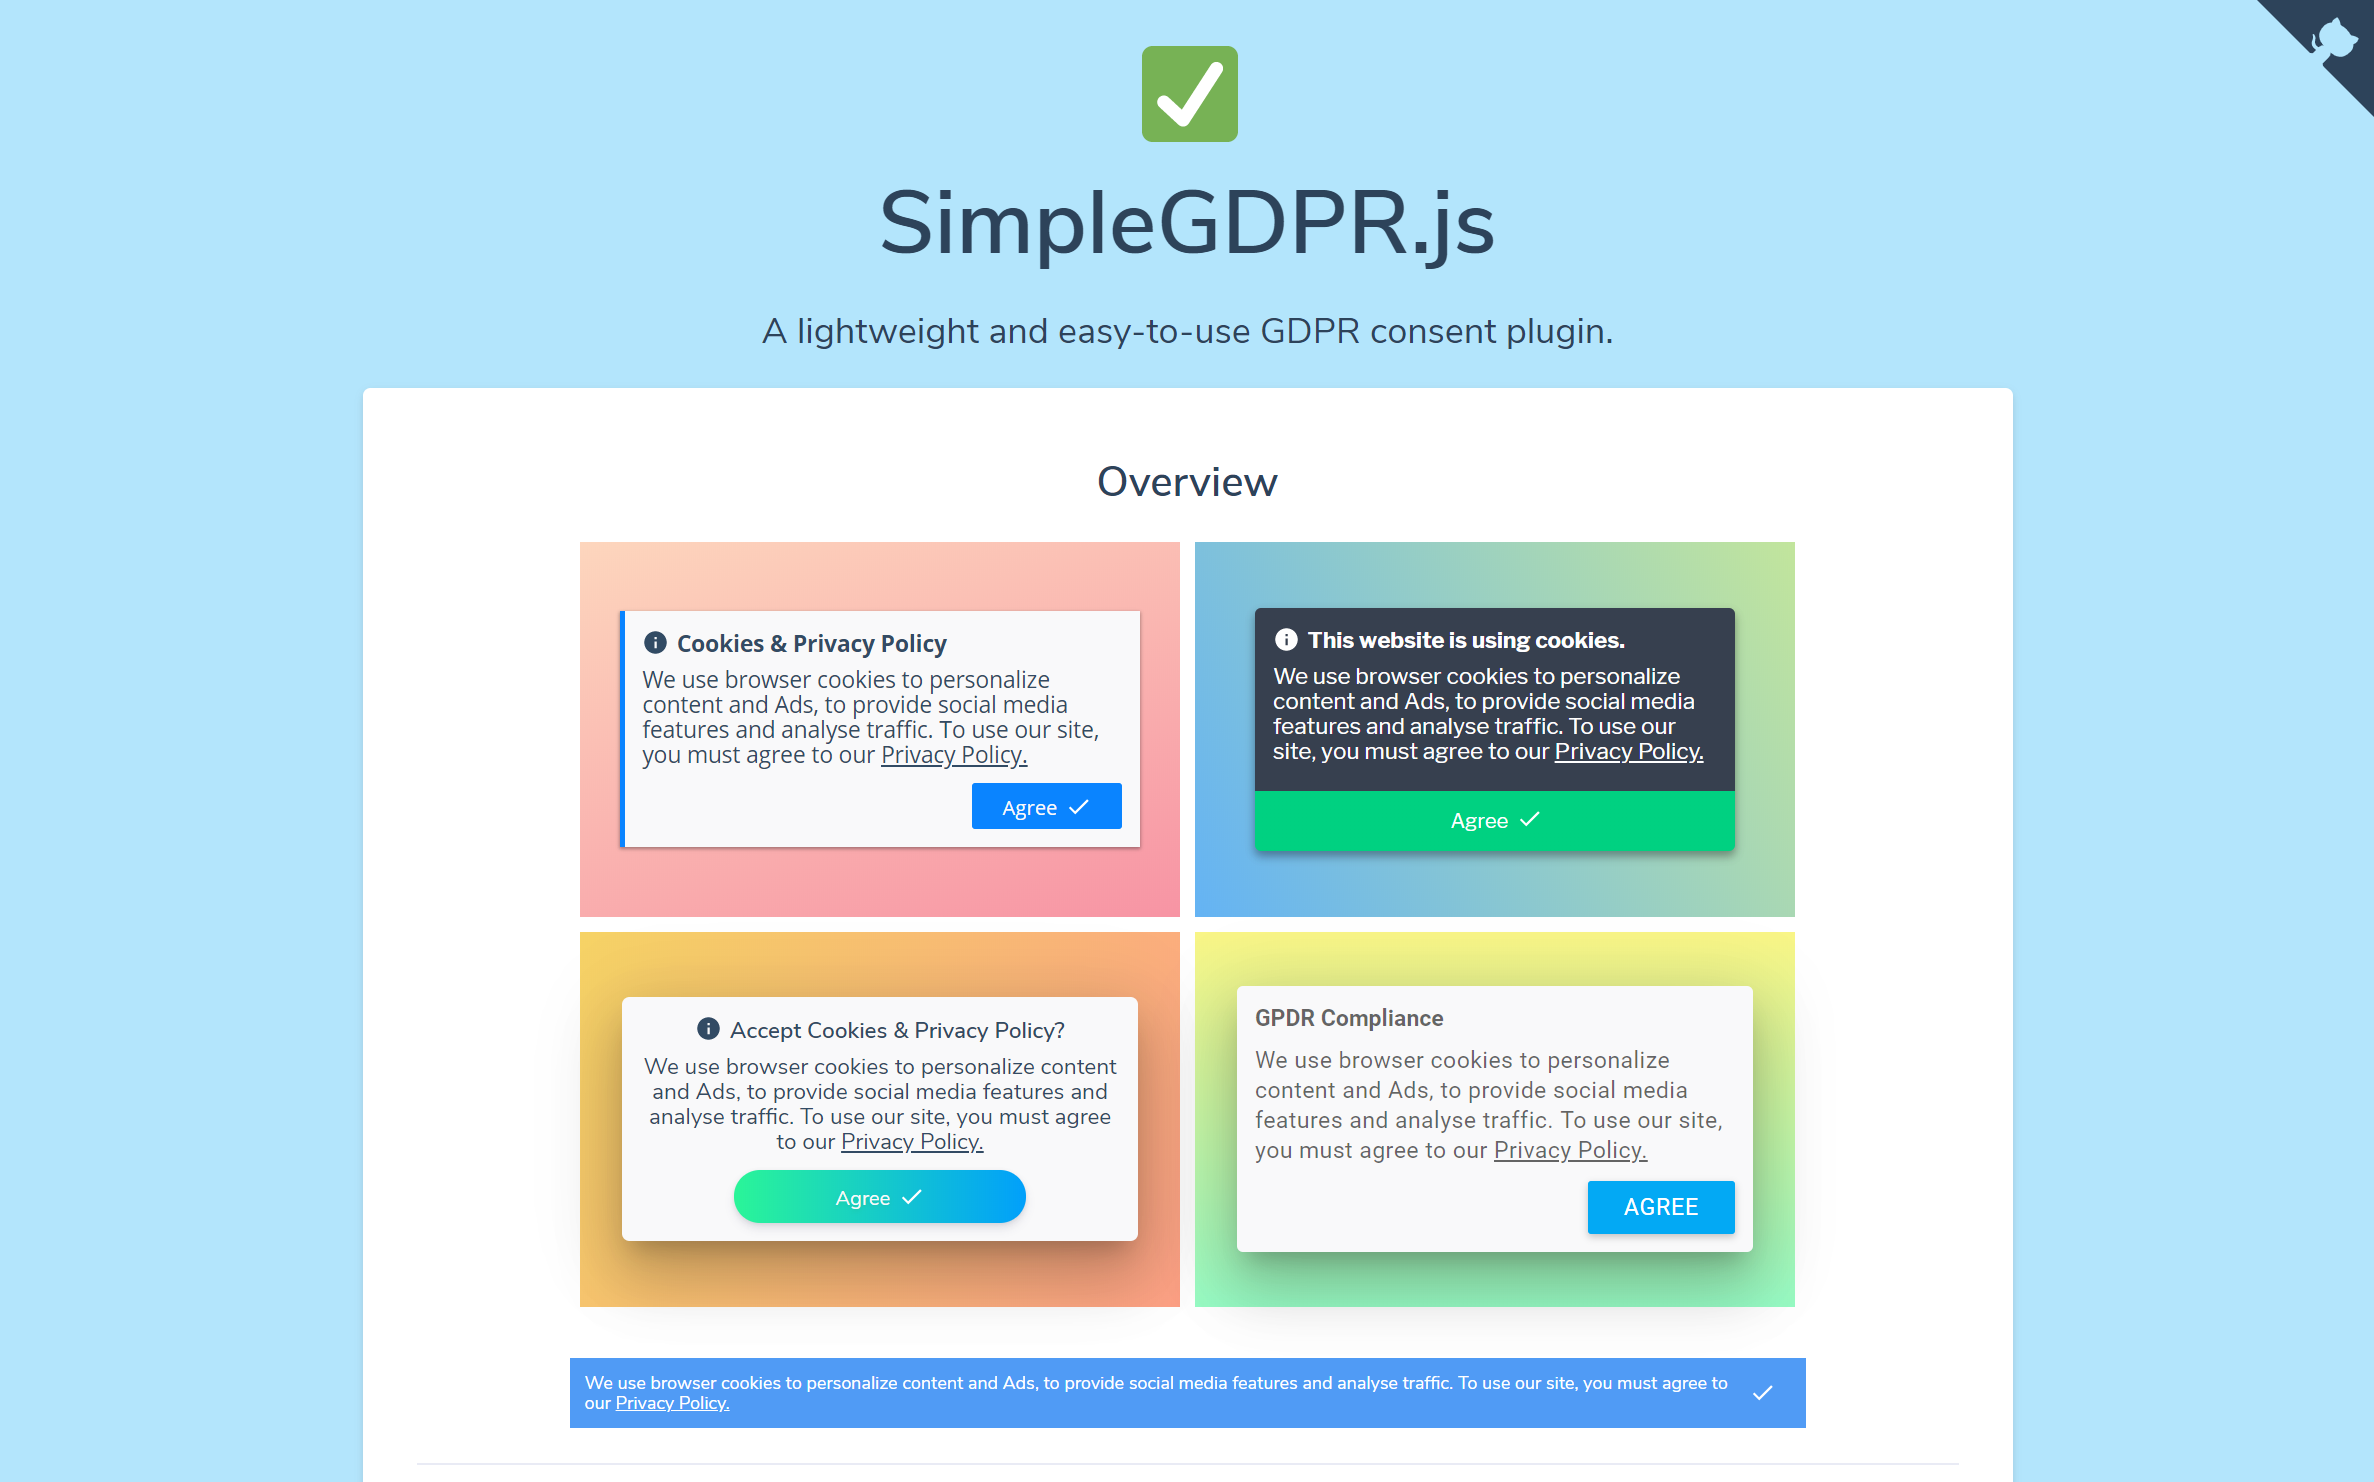 SimpleGDPR.js
A lightweight and easy-to-use GDPR consent plugin.
Overview
Cookies & Privacy Policy
We use browser cookies to personalize
content and Ads, to provide social media
features and analyse traffic. To use our site,
you must agree to our Privacy Policy.
Agree
This website is using cookies.
We use browser cookies to personalize
content and Ads, to provide social media
features and analyse traffic. To use our
site, you must agree to our Privacy Policy.
Agree
Accept Cookies & Privacy Policy?
We use browser cookies to personalize content
and Ads, to provide social media features and
analyse traffic. To use our site, you must agree
to our Privacy Policy.
Agree
GPDR Compliance
We use browser cookies to personalize
content and Ads, to provide social media
features and analyse traffic. To use our site,
you must agree to our Privacy Policy.
AGREE
We use browser cookies to personalize content and Ads, to provide social media features and analyse traffic. To use our site, you must agree to
our Privacy Policy.